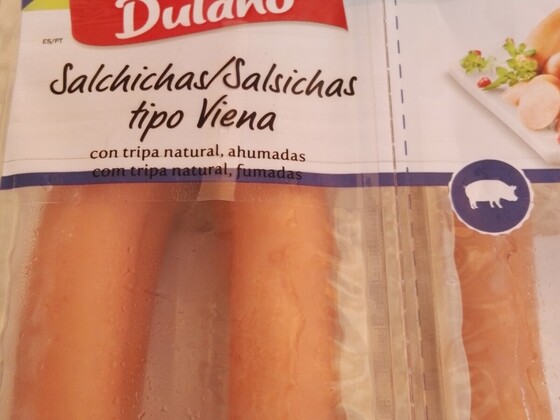 Dulano
ES/PT
Salchichas/Salsichas
tipo Viena
con tripa natural, ahumadas
com tripa natural, fumadas